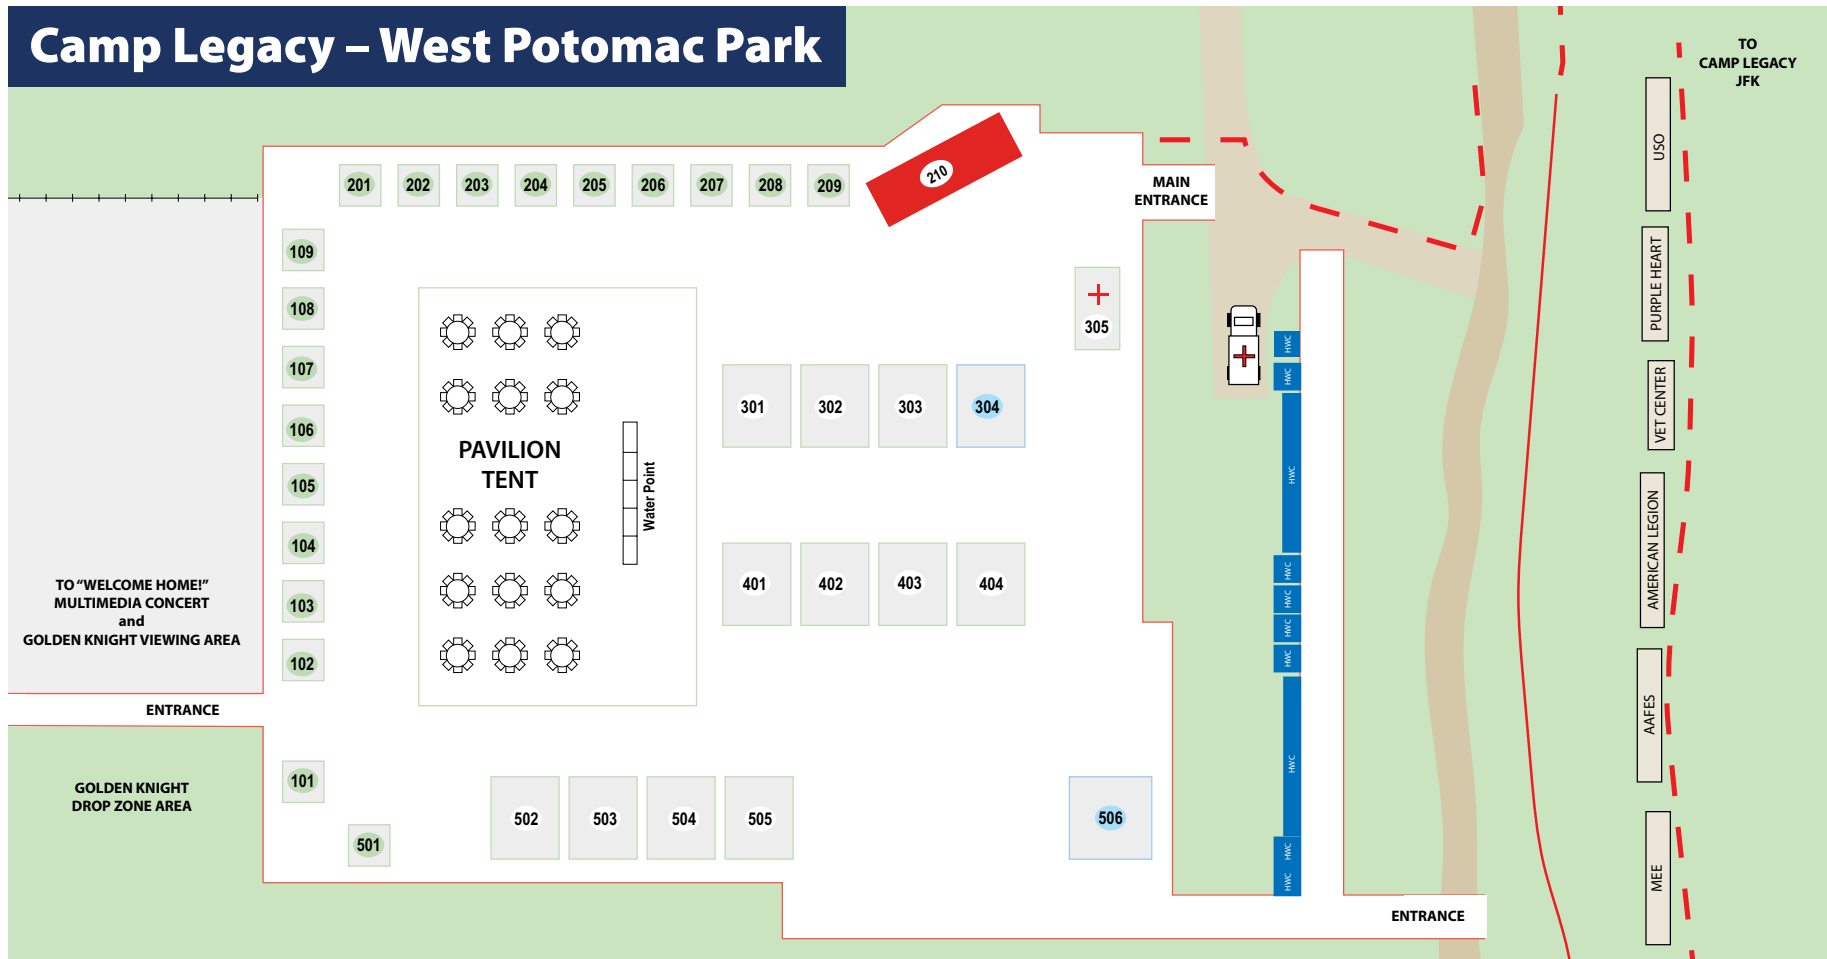 Camp Legacy – West Potomac Park
TO
CAMP LEGACY
JFK
201 202 203 204 205 206 207 208 209
210
MAIN
ENTRANCE
109
108
107
106
105
104
103
102
101
PAVILION
TENT
Water Point
301 302 303 304
305
401 402 403 404
501
502 503 504 505
506
TO “WELCOME HOME!”
MULTIMEDIA CONCERT
and
GOLDEN KNIGHT VIEWING AREA
ENTRANCE
GOLDEN KNIGHT
DROP ZONE AREA
HWC
HWC
HWC
HWC
HWC
HWC
HWC
HWC
HWC
HWC
ENTRANCE
USO
PURPLE HEART
VET CENTER
AMERICAN LEGION
AAFES
MEE